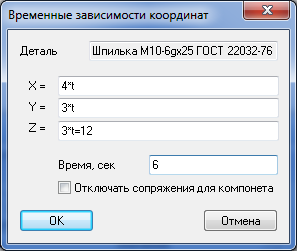 Временные зависимости координат
Деталь Шпилька М10-6gx25 ГОСТ 22032-76
X = 4*t
Y = 3*t
Z = 3*t=12
Время, сек 6
Отключать сопряжения для компонета
OK Отмена